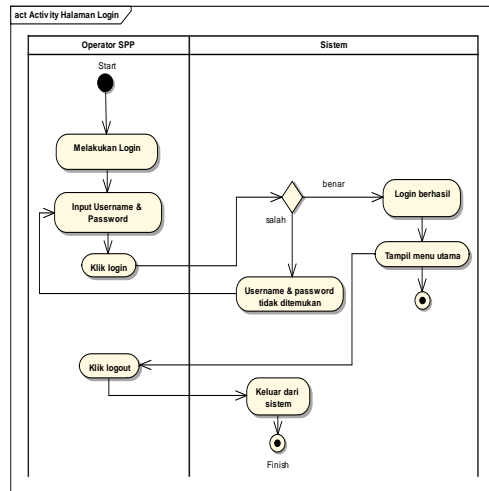 act Activity Halaman Login
Operator SPP
Sistem
Start
Melakukan Login
Input Username &
Password
Klik login
salah
benar
Login berhasil
Tampil menu utama
Username & password
tidak ditemukan
Klik logout
Keluar dari
sistem
Finish